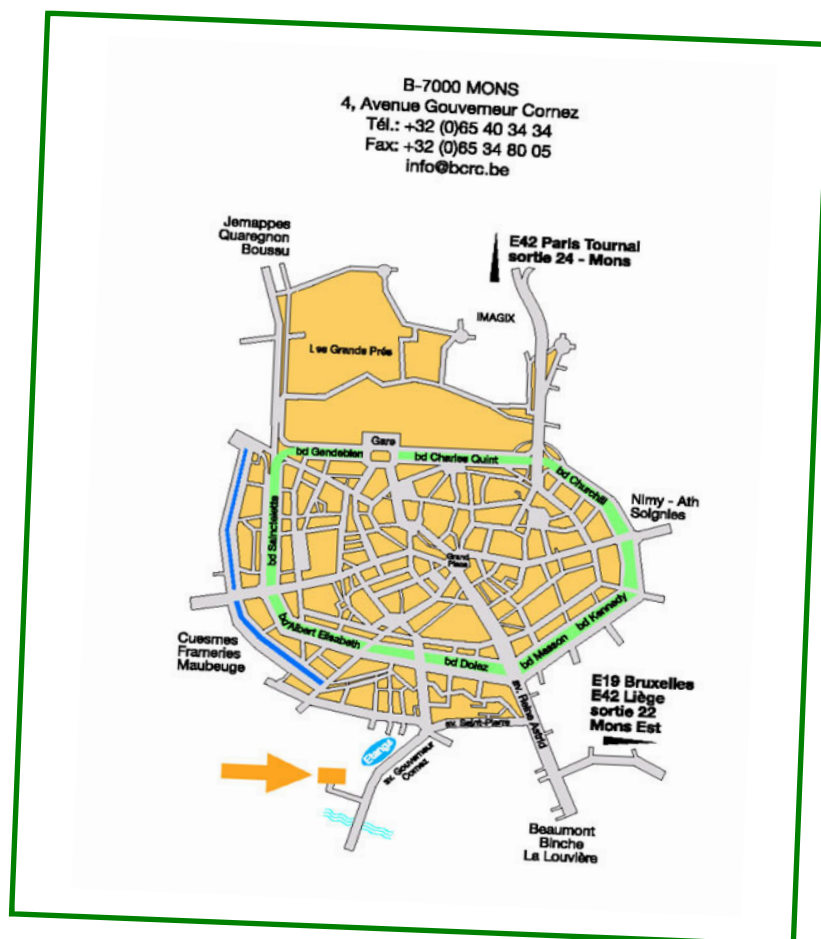 B-7000 MONS
4, Avenue Gouverneur Cornez
Tél.: +32 (0)65 40 34 34
Fax: +32 (0)65 34 80 05
info@bcrc.be
Jemappes
Quaregnon
Boussu
E42 Paris Tournai
sortie 24 - Mons
IMAGIX
Les Grands Prés
Gare
bd Gendebien
bd Charles Quint
bd Churchill
Nimy - Ath
Soignies
bd Sainctelette
Grand
Place
bd Albert Elisabeth
bd Dolez
bd Masson
bd Kennedy
Cuesmes
Frameries
Maubeuge
E19 Bruxelles
E42 Liège
sortie 22
Mons Est
av. Reine Astrid
av. Saint-Pierre
Etangs
av. Gouverneur
Cornez
Beaumont
Binche
La Louvière